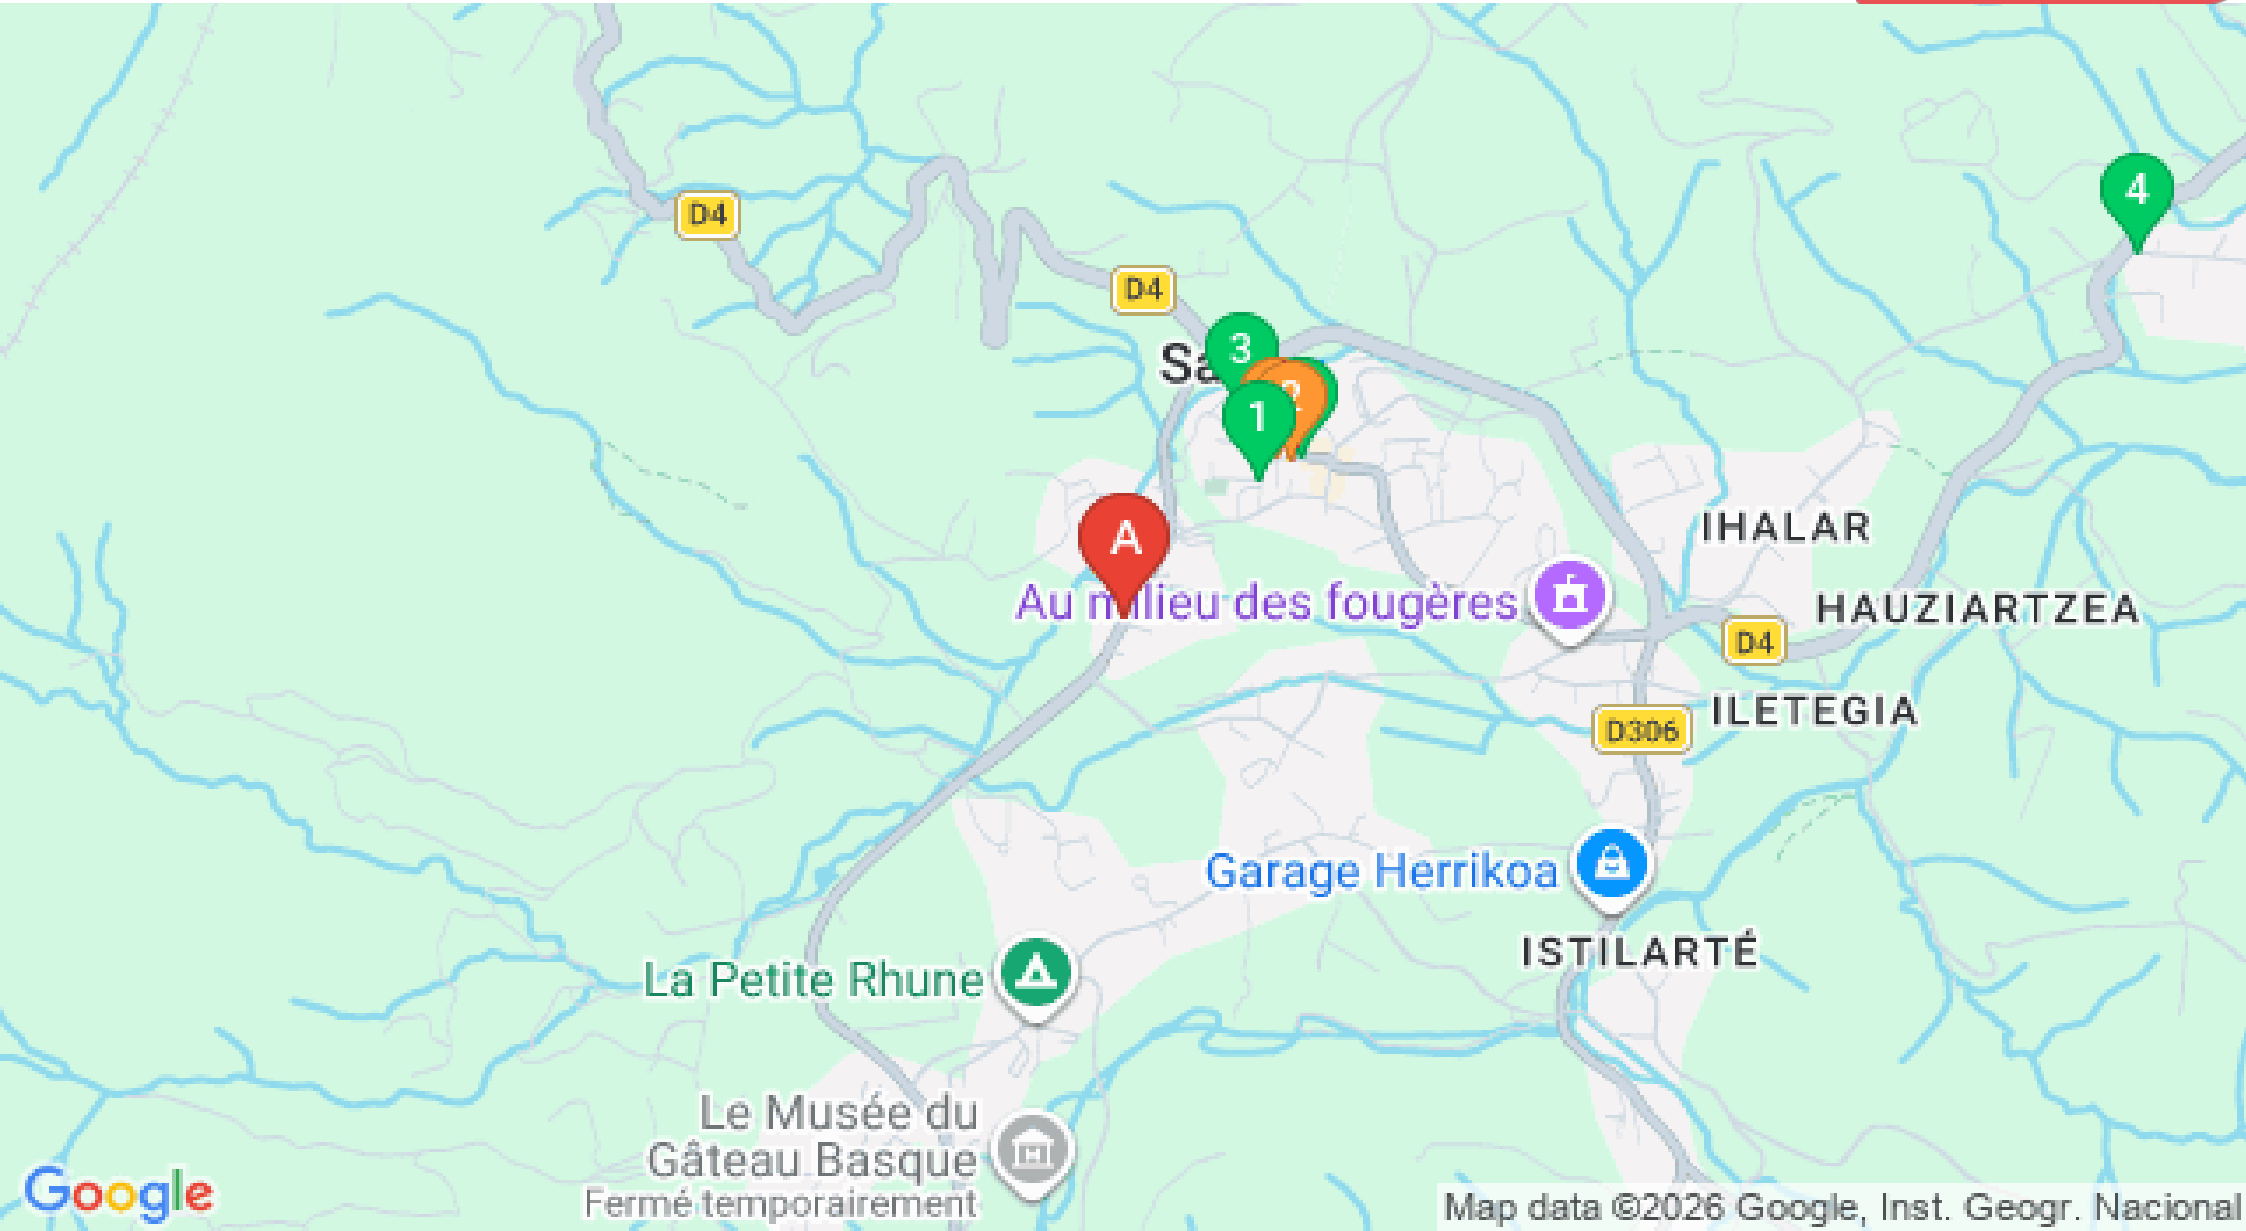 4
D4
D4
3
Sa
2
1
A
IHALAR
Au milieu des fougères
HAUZIARTZEA
D4
ILETEGIA
D306
Garage Herrikoa
ISTILARTÉ
La Petite Rhune
Le Musée du
Gâteau Basque
Fermé temporairement
Google
Map data ©2026 Google, Inst. Geogr. Nacional